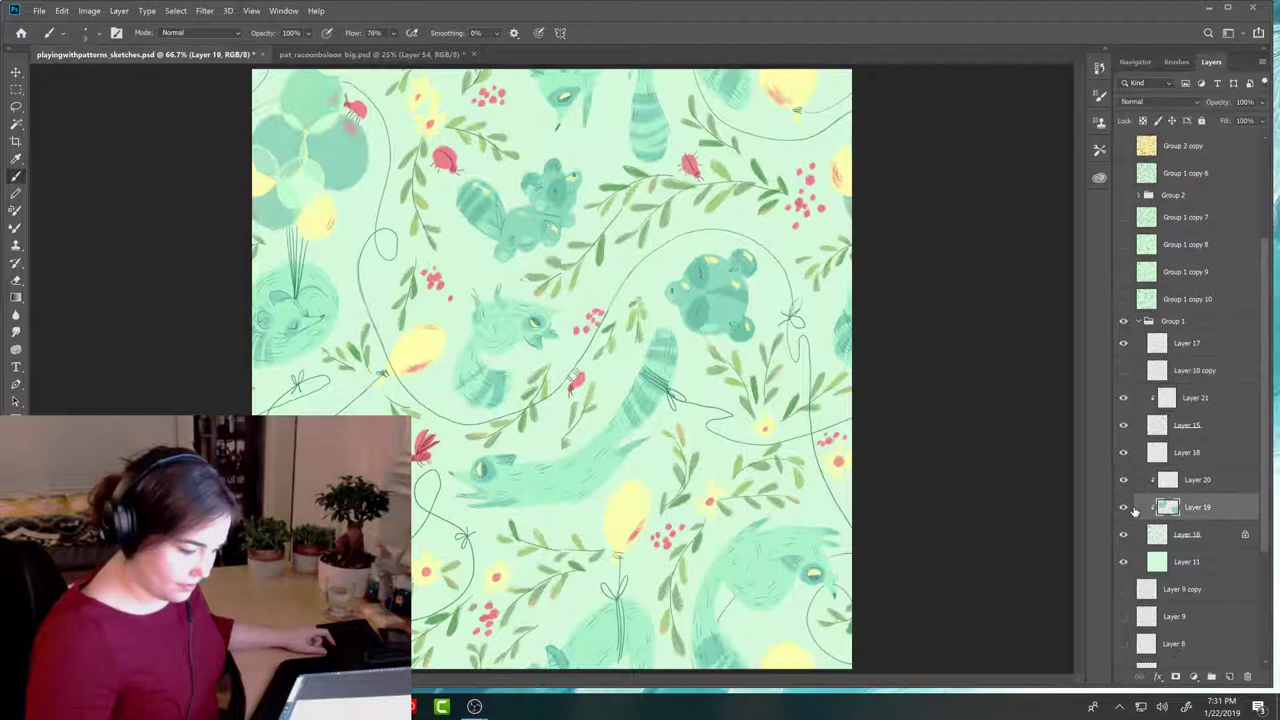 Ps File Edit Image Layer Type Select Filter 3D View Window Help
Mode: Normal Opacity: 100% Flow: 76% Smoothing: 0%
playingwithpatterns_sketches.psd @ 66.7% (Layer 19, RGB/8) * × pat_racoonbaloon_big.psd @ 25% (Layer 54, RGB/8) * ×
Navigator Brushes Layers
Kind
Normal Opacity: 100%
Lock: Fill: 100%
Group 2 copy
Group 1 copy 6
Group 2
Group 1 copy 7
Group 1 copy 8
Group 1 copy 9
Group 1 copy 10
Group 1
Layer 17
Layer 10 copy
Layer 21
Layer 15
Layer 18
Layer 20
Layer 19
Layer 16
Layer 11
Layer 9 copy
Layer 9
Layer 8
7:31 PM
1/22/2019